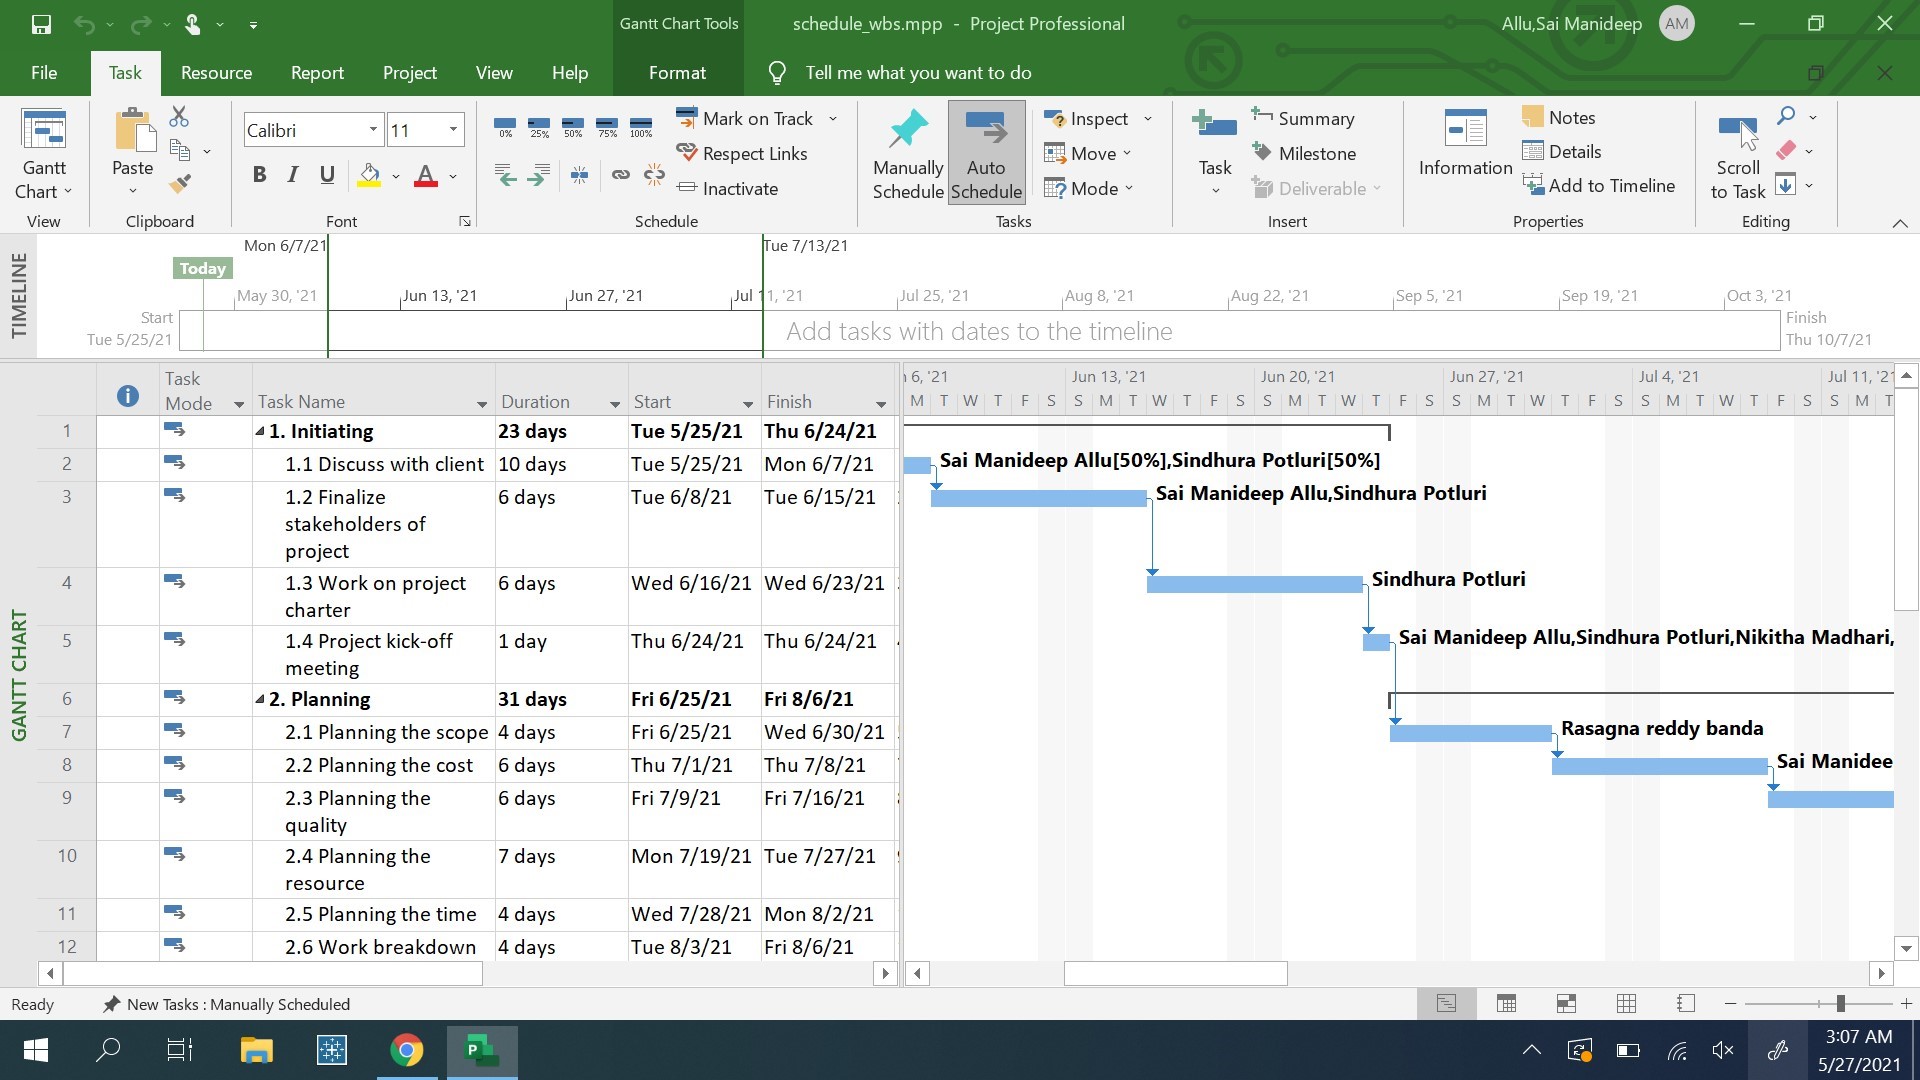 Gantt Chart Tools
schedule_wbs.mpp - Project Professional
Allu,Sai Manideep
AM
File
Task
Resource
Report
Project
View
Help
Format
Tell me what you want to do
Gantt
Chart
View
Paste
Clipboard
Calibri
11
B I U
A
Font
0% 25% 50% 75% 100%
Mark on Track
Respect Links
Inactivate
Schedule
Manually
Schedule
Auto
Schedule
Inspect
Move
Mode
Tasks
Task
Summary
Milestone
Deliverable
Insert
Information
Notes
Details
Add to Timeline
Properties
Scroll
to Task
Editing
TIMELINE
Mon 6/7/21
Tue 7/13/21
Today
May 30, '21
Jun 13, '21
Jun 27, '21
Jul 11, '21
Jul 25, '21
Aug 8, '21
Aug 22, '21
Sep 5, '21
Sep 19, '21
Oct 3, '21
Start
Tue 5/25/21
Add tasks with dates to the timeline
Finish
Thu 10/7/21
GANTT CHART
Task
Mode
Task Name
Duration
Start
Finish
6, '21
Jun 13, '21
Jun 20, '21
Jun 27, '21
Jul 4, '21
Jul 11, '21
M T W T F S S M T W T F S S M T W T F S S M T W T F S S M T W T F S S M T
1 1. Initiating 23 days Tue 5/25/21 Thu 6/24/21
2 1.1 Discuss with client 10 days Tue 5/25/21 Mon 6/7/21
Sai Manideep Allu[50%],Sindhura Potluri[50%]
3 1.2 Finalize 6 days Tue 6/8/21 Tue 6/15/21
stakeholders of
project
Sai Manideep Allu,Sindhura Potluri
4 1.3 Work on project 6 days Wed 6/16/21 Wed 6/23/21
charter
Sindhura Potluri
5 1.4 Project kick-off 1 day Thu 6/24/21 Thu 6/24/21
meeting
Sai Manideep Allu,Sindhura Potluri,Nikitha Madhari,
6 2. Planning 31 days Fri 6/25/21 Fri 8/6/21
7 2.1 Planning the scope 4 days Fri 6/25/21 Wed 6/30/21
Rasagna reddy banda
8 2.2 Planning the cost 6 days Thu 7/1/21 Thu 7/8/21
Sai Manidee
9 2.3 Planning the 6 days Fri 7/9/21 Fri 7/16/21
quality
10 2.4 Planning the 7 days Mon 7/19/21 Tue 7/27/21
resource
11 2.5 Planning the time 4 days Wed 7/28/21 Mon 8/2/21
12 2.6 Work breakdown 4 days Tue 8/3/21 Fri 8/6/21
Ready
New Tasks : Manually Scheduled
3:07 AM
5/27/2021